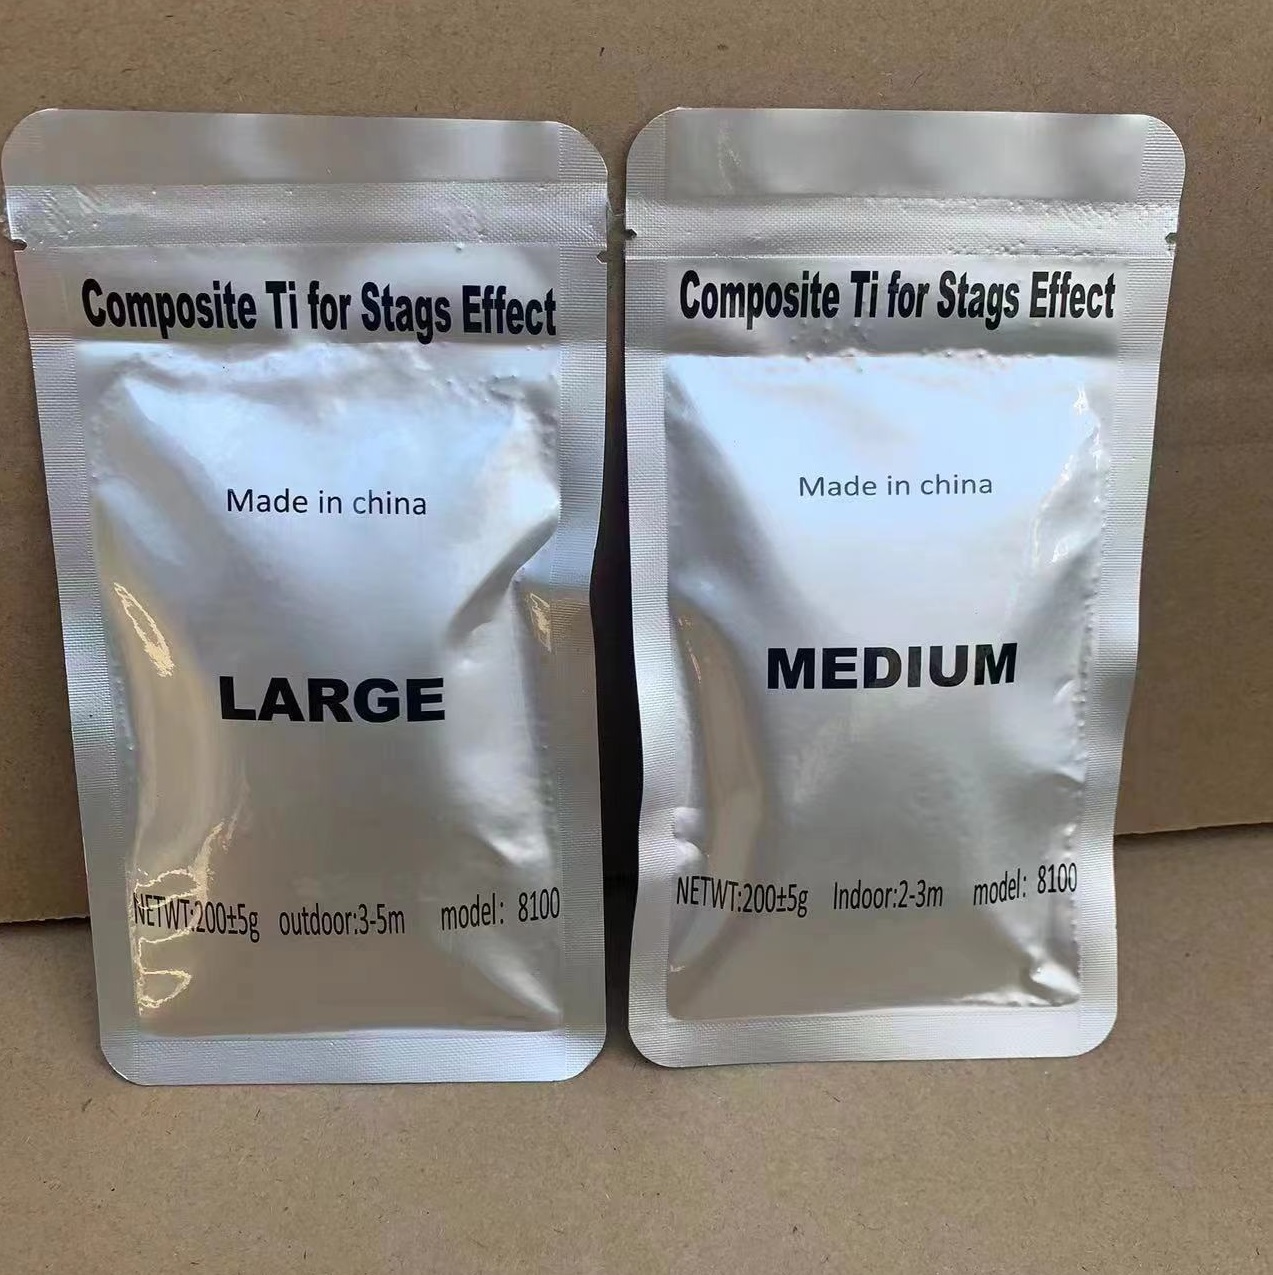 Composite Ti for Stags Effect
Made in china
LARGE
NETWT:200±5g outdoor:3-5m model: 8100
Composite Ti for Stags Effect
Made in china
MEDIUM
NETWT:200±5g Indoor:2-3m model: 8100